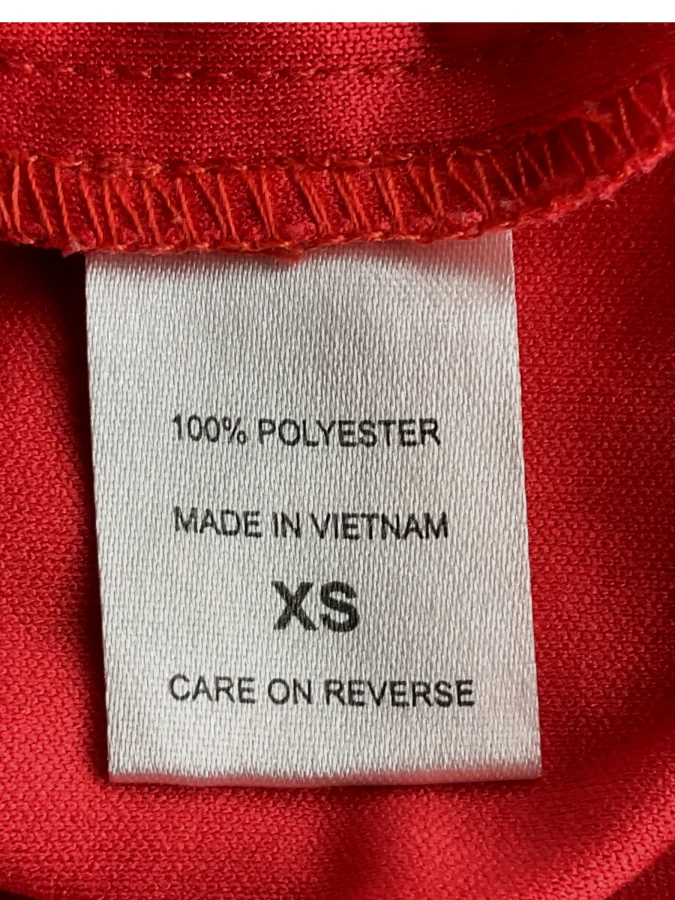 100% POLYESTER
MADE IN VIETNAM
XS
CARE ON REVERSE